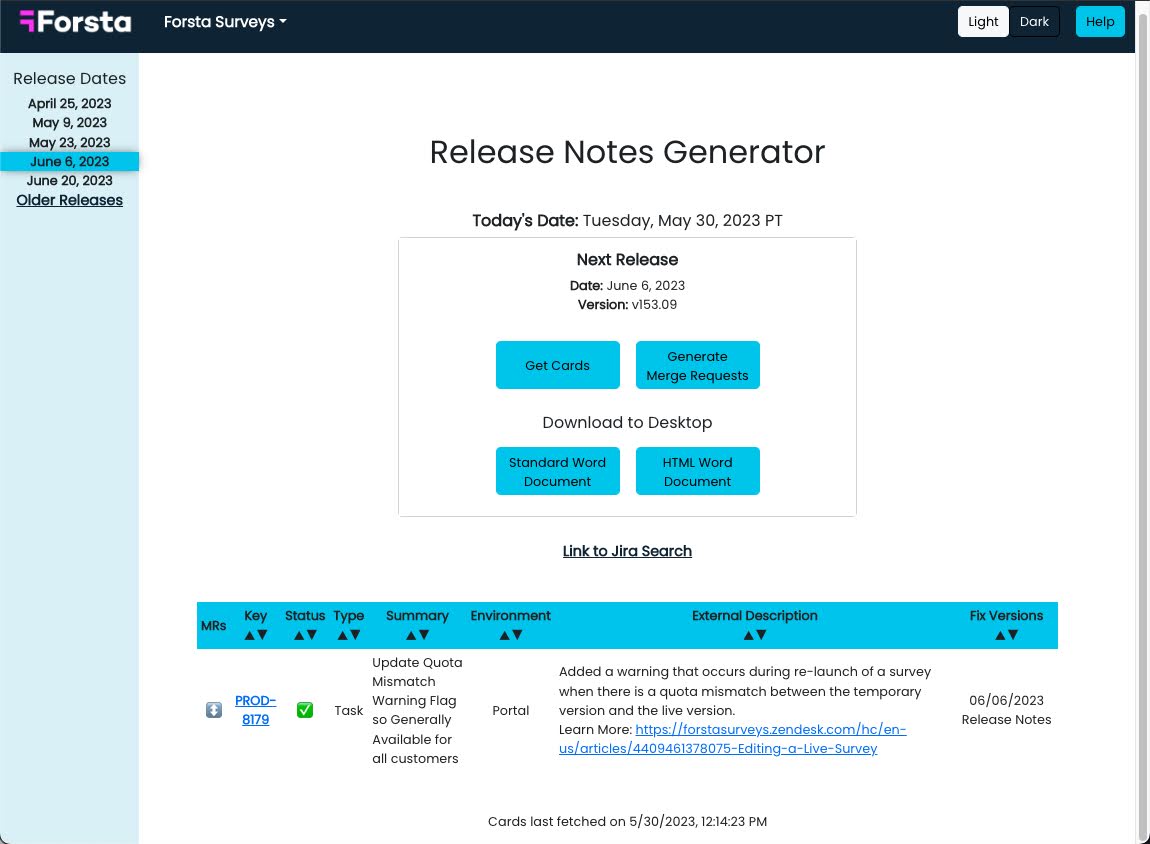 Forsta
Forsta Surveys
Light
Dark
Help
Release Dates
April 25, 2023
May 9, 2023
May 23, 2023
June 6, 2023
June 20, 2023
Older Releases
Release Notes Generator
Today's Date: Tuesday, May 30, 2023 PT
Next Release
Date: June 6, 2023
Version: v153.09
Get Cards
Generate
Merge Requests
Download to Desktop
Standard Word
Document
HTML Word
Document
Link to Jira Search
MRs
Key
▲▼
Status
▲▼
Type
▲▼
Summary
▲▼
Environment
▲▼
External Description
▲▼
Fix Versions
▲▼
PROD-
8179
Task
Update Quota
Mismatch
Warning Flag
so Generally
Available for
all customers
Portal
Added a warning that occurs during re-launch of a survey
when there is a quota mismatch between the temporary
version and the live version.
Learn More: https://forstasurveys.zendesk.com/hc/en-
us/articles/4409461378075-Editing-a-Live-Survey
06/06/2023
Release Notes
Cards last fetched on 5/30/2023, 12:14:23 PM